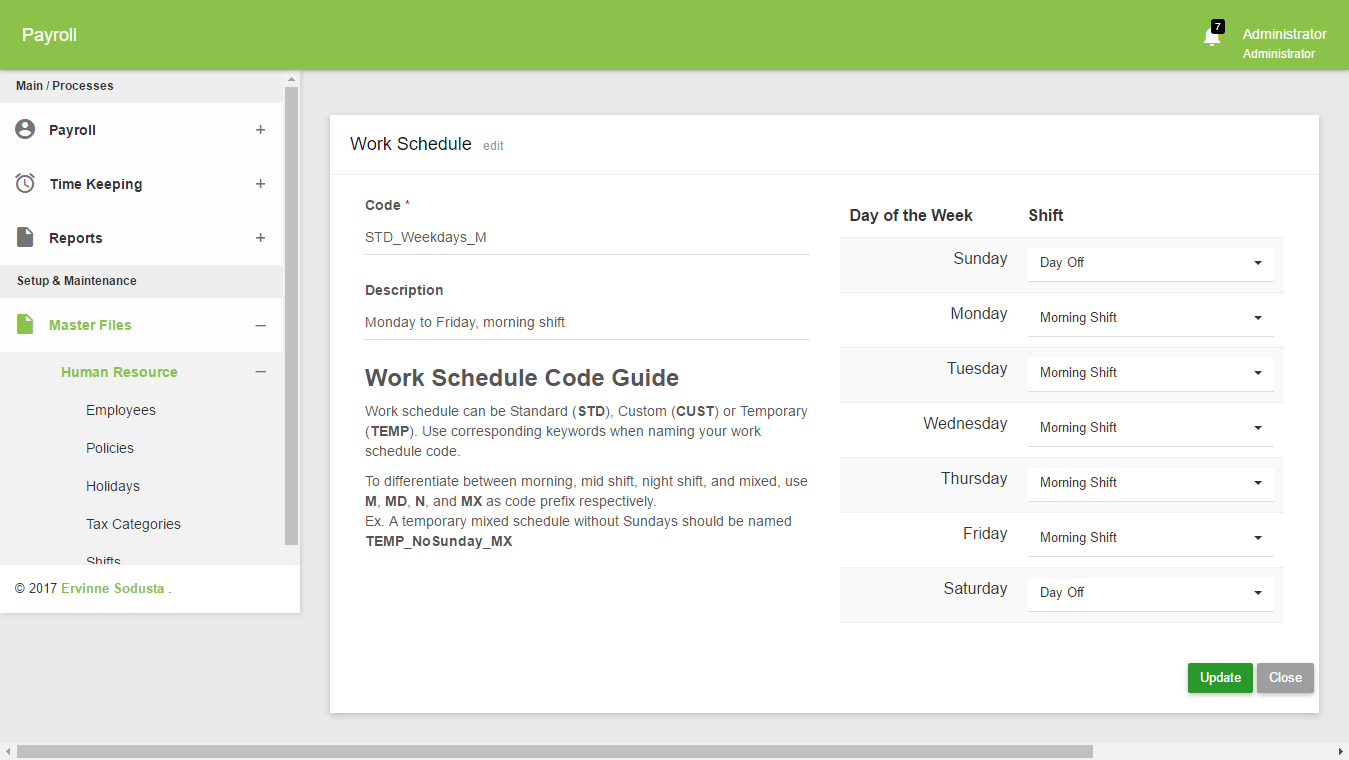 Payroll
7
Administrator
Administrator
Main / Processes
Payroll +
Time Keeping +
Reports +
Setup & Maintenance
Master Files –
Human Resource –
Employees
Policies
Holidays
Tax Categories
Shifts
© 2017 Ervinne Sodusta .
Work Schedule edit
Code *
STD_Weekdays_M
Description
Monday to Friday, morning shift
Work Schedule Code Guide
Work schedule can be Standard (STD), Custom (CUST) or Temporary
(TEMP). Use corresponding keywords when naming your work
schedule code.
To differentiate between morning, mid shift, night shift, and mixed, use
M, MD, N, and MX as code prefix respectively.
Ex. A temporary mixed schedule without Sundays should be named
TEMP_NoSunday_MX
Day of the Week Shift
Sunday Day Off
Monday Morning Shift
Tuesday Morning Shift
Wednesday Morning Shift
Thursday Morning Shift
Friday Morning Shift
Saturday Day Off
Update Close